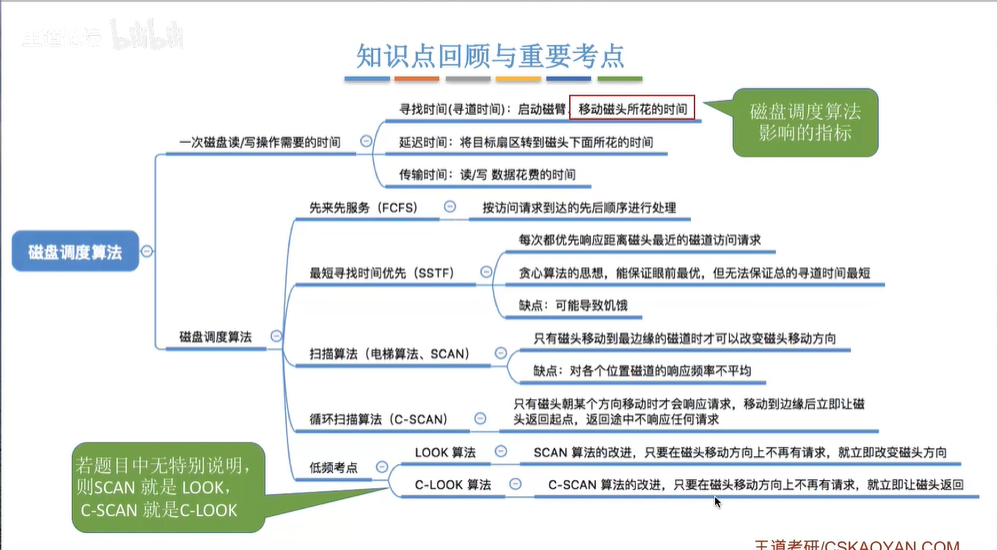 知识点回顾与重要考点
寻找时间(寻道时间)：启动磁臂、移动磁头所花的时间
磁盘调度算法
影响的指标
一次磁盘读/写操作需要的时间
延迟时间：将目标扇区转到磁头下面所花的时间
传输时间：读/写 数据花费的时间
磁盘调度算法
磁盘调度算法
先来先服务（FCFS）
按访问请求到达的先后顺序进行处理
最短寻找时间优先（SSTF）
每次都优先响应距离磁头最近的磁道访问请求
贪心算法的思想，能保证眼前最优，但无法保证总的寻道时间最短
缺点：可能导致饥饿
扫描算法（电梯算法、SCAN）
只有磁头移动到最边缘的磁道时才可以改变磁头移动方向
缺点：对各个位置磁道的响应频率不平均
循环扫描算法（C-SCAN）
只有磁头朝某个方向移动时才会响应请求，移动到边缘后立即让磁
头返回起点，返回途中不响应任何请求
低频考点
LOOK 算法
SCAN 算法的改进，只要在磁头移动方向上不再有请求，就立即改变磁头方向
C-LOOK 算法
C-SCAN 算法的改进，只要在磁头移动方向上不再有请求，就立即让磁头返回
若题目中无特别说明，
则SCAN 就是 LOOK，
C-SCAN 就是C-LOOK
王道考研/CSKAOYAN.COM